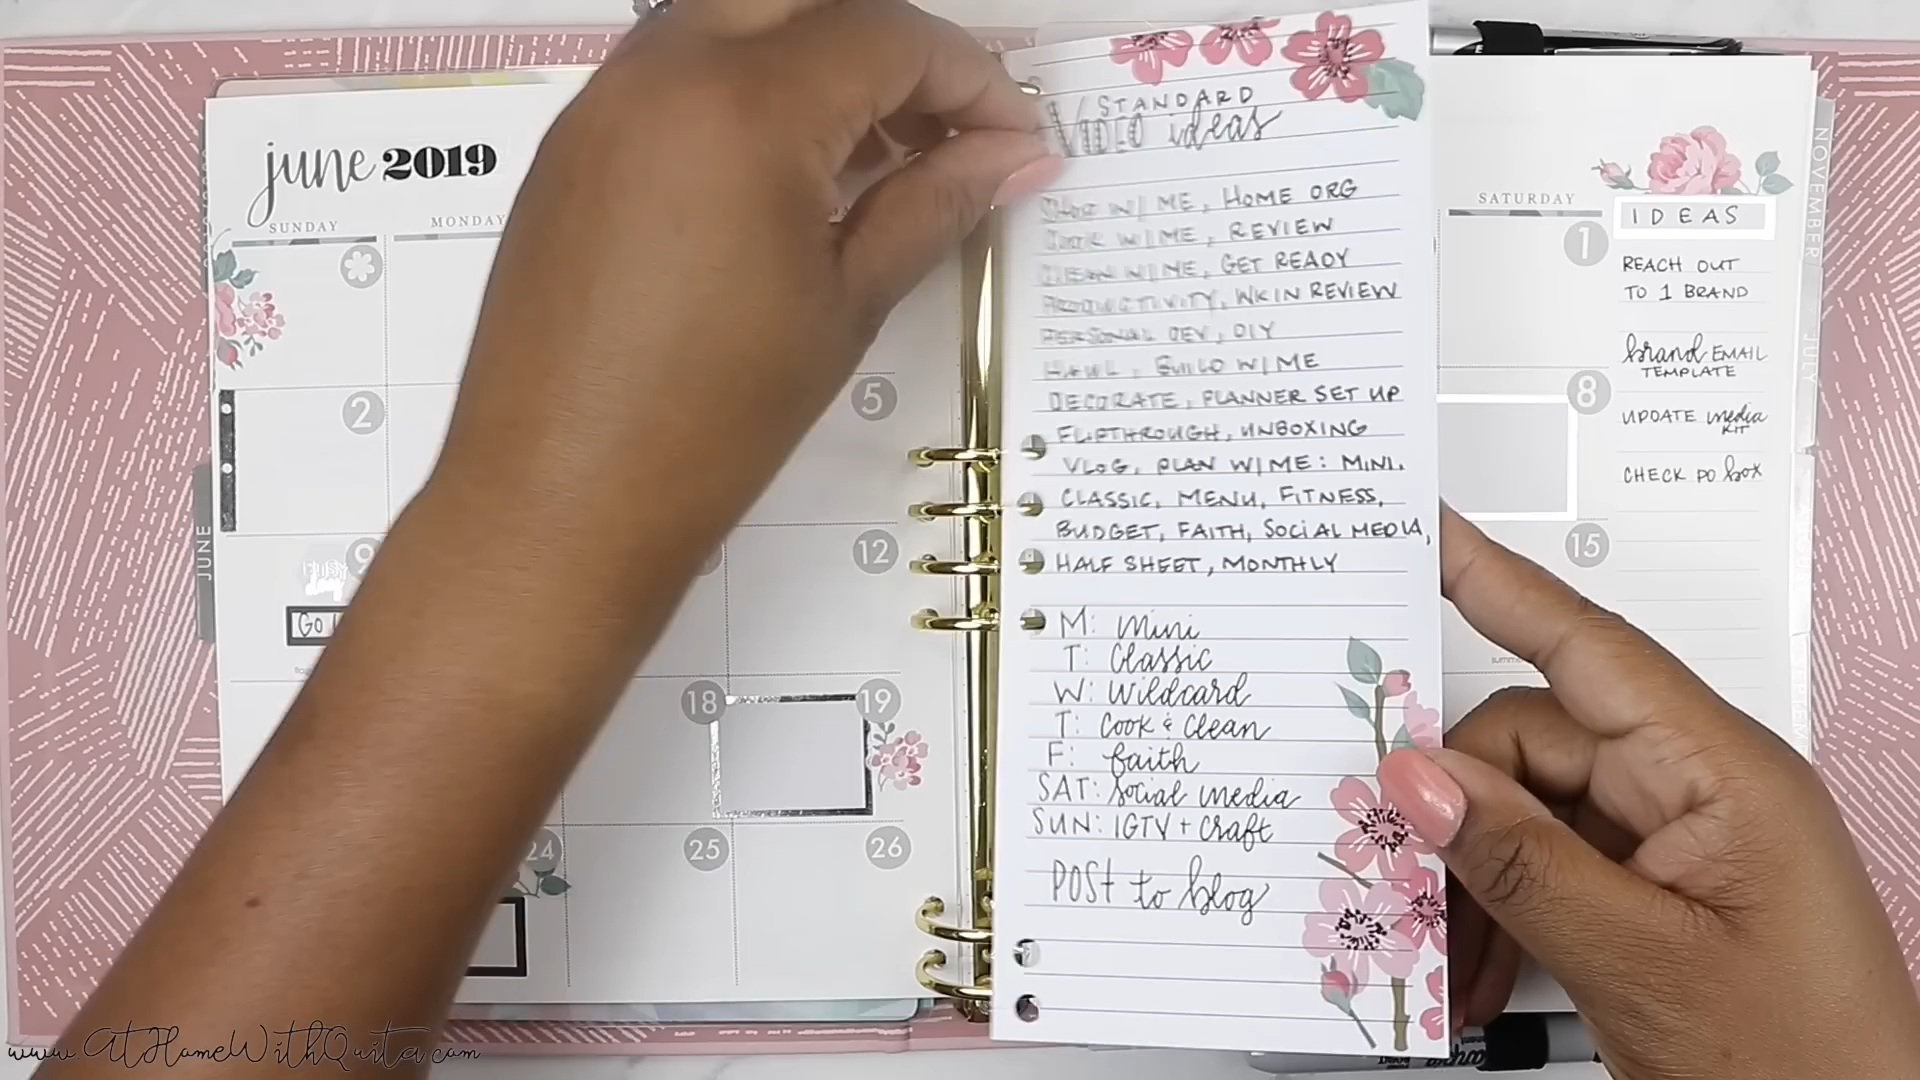 june 2019
SUNDAY
MONDAY
2
5
9
12
Go
18
19
24
25
26
JUNE
STANDARD
VIDEO ideas
SHOP W/ ME, HOME ORG
COOK W/ ME, REVIEW
CLEAN W/ ME, GET READY
PRODUCTIVITY, WK IN REVIEW
PERSONAL DEV, DIY
HAUL, BUILD W/ ME
DECORATE, PLANNER SET UP
FLIPTHROUGH, UNBOXING
VLOG, PLAN W/ ME: MINI,
CLASSIC, MENU, FITNESS,
BUDGET, FAITH, SOCIAL MEDIA,
HALF SHEET, MONTHLY
M: Mini
T: Classic
W: Wildcard
T: Cook & Clean
F: faith
SAT: Social media
SUN: IGTV + Craft
POST to blog
SATURDAY
1
8
15
IDEAS
REACH OUT
TO 1 BRAND
brand EMAIL
TEMPLATE
UPDATE media
KIT
CHECK PO box
NOVEMBER
JULY
www.AtHomeWithQuita.com